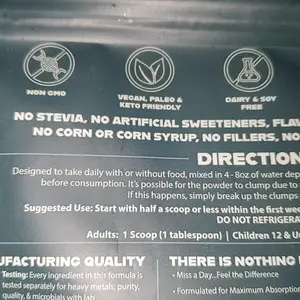 NON GMO
VEGAN, PALEO &
KETO FRIENDLY
DAIRY & SOY
FREE
NO STEVIA, NO ARTIFICIAL SWEETENERS, FLA
NO CORN OR CORN SYRUP, NO FILLERS, NO
DIRECTION
Designed to take daily with or without food, mixed in 4 - 8oz of water dep
before consumption. It's possible for the powder to clump due to
If this happens, simply break up the clumps
Suggested Use: Start with half a scoop or less within the first wee
DO NOT REFRIGERAT
Adults: 1 Scoop (1 tablespoon) | Children 12 & U
UFACTURING QUALITY
Testing: Every ingredient in this formula is
tested separately for heavy metals, purity,
quality, & microbials with lab
THERE IS NOTHING
• Miss a Day...Feel the Difference
• Formulated for Maximum Absorption